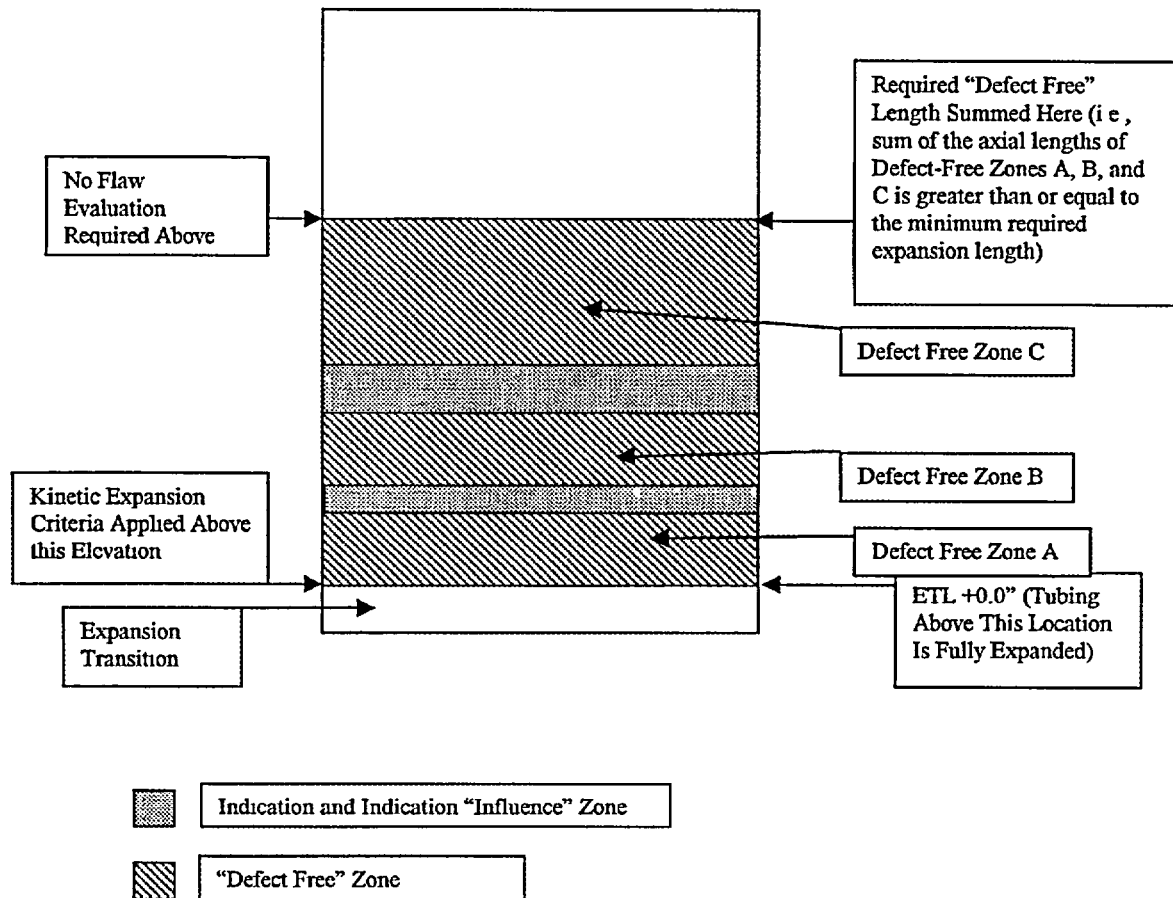 No Flaw
Evaluation
Required Above
Required “Defect Free”
Length Summed Here (i e ,
sum of the axial lengths of
Defect-Free Zones A, B, and
C is greater than or equal to
the minimum required
expansion length)
Defect Free Zone C
Defect Free Zone B
Kinetic Expansion
Criteria Applied Above
this Elevation
Defect Free Zone A
ETL +0.0” (Tubing
Above This Location
Is Fully Expanded)
Expansion
Transition
Indication and Indication “Influence” Zone
“Defect Free” Zone